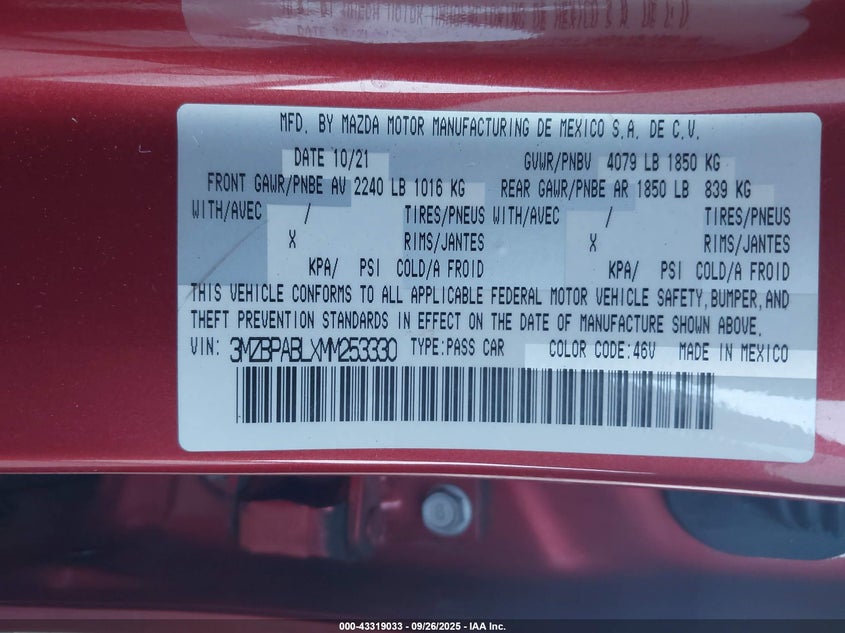 MFD. BY MAZDA MOTOR MANUFACTURING DE MEXICO S.A. DE C.V.
DATE 10/21 GVWR/PNBV 4079 LB 1850 KG
FRONT GAWR/PNBE AV 2240 LB 1016 KG REAR GAWR/PNBE AR 1850 LB 839 KG
WITH/AVEC / TIRES/PNEUS WITH/AVEC / TIRES/PNEUS
X RIMS/JANTES X RIMS/JANTES
KPA/ PSI COLD/A FROID KPA/ PSI COLD/A FROID
THIS VEHICLE CONFORMS TO ALL APPLICABLE FEDERAL MOTOR VEHICLE SAFETY, BUMPER, AND
THEFT PREVENTION STANDARDS IN EFFECT ON THE DATE OF MANUFACTURE SHOWN ABOVE.
VIN: 3MZBPABLXMM253330 TYPE:PASS CAR COLOR CODE:46V MADE IN MEXICO
000-43319033 - 09/26/2025 - IAA Inc.